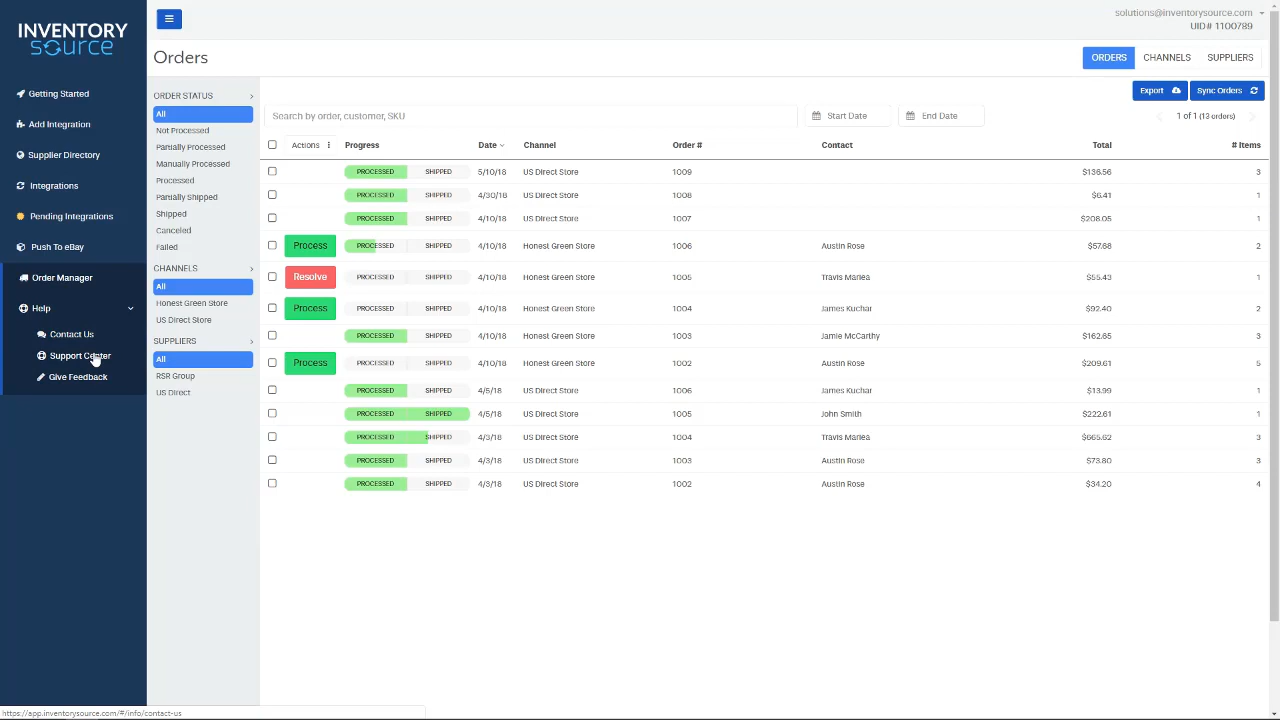 solutions@inventorysource.com
UID# 1100789
INVENTORY
source
Getting Started
Add Integration
Supplier Directory
Integrations
Pending Integrations
Push To eBay
Order Manager
Help
Contact Us
Support Center
Give Feedback
Orders
ORDERS CHANNELS SUPPLIERS
Export Sync Orders
ORDER STATUS
All
Not Processed
Partially Processed
Manually Processed
Processed
Partially Shipped
Shipped
Canceled
Failed
CHANNELS
All
Honest Green Store
US Direct Store
SUPPLIERS
All
RSR Group
US Direct
Search by order, customer, SKU Start Date End Date 1 of 1 (13 orders)
Actions Progress Date Channel Order # Contact Total # Items
PROCESSED SHIPPED 5/10/18 US Direct Store 1009 $136.56 3
PROCESSED SHIPPED 4/30/18 US Direct Store 1008 $6.41 1
PROCESSED SHIPPED 4/10/18 US Direct Store 1007 $208.05 1
Process PROCESSED SHIPPED 4/10/18 Honest Green Store 1006 Austin Rose $57.88 2
Resolve PROCESSED SHIPPED 4/10/18 Honest Green Store 1005 Travis Mariea $55.43 1
Process PROCESSED SHIPPED 4/10/18 Honest Green Store 1004 James Kuchar $92.40 2
PROCESSED SHIPPED 4/10/18 Honest Green Store 1003 Jamie McCarthy $162.65 3
Process PROCESSED SHIPPED 4/10/18 Honest Green Store 1002 Austin Rose $209.61 5
PROCESSED SHIPPED 4/5/18 US Direct Store 1006 James Kuchar $13.99 1
PROCESSED SHIPPED 4/5/18 US Direct Store 1005 John Smith $222.61 1
PROCESSED SHIPPED 4/3/18 US Direct Store 1004 Travis Mariea $665.62 3
PROCESSED SHIPPED 4/3/18 US Direct Store 1003 Austin Rose $73.80 3
PROCESSED SHIPPED 4/3/18 US Direct Store 1002 Austin Rose $34.20 4
https://app.inventorysource.com/#/info/contact-us